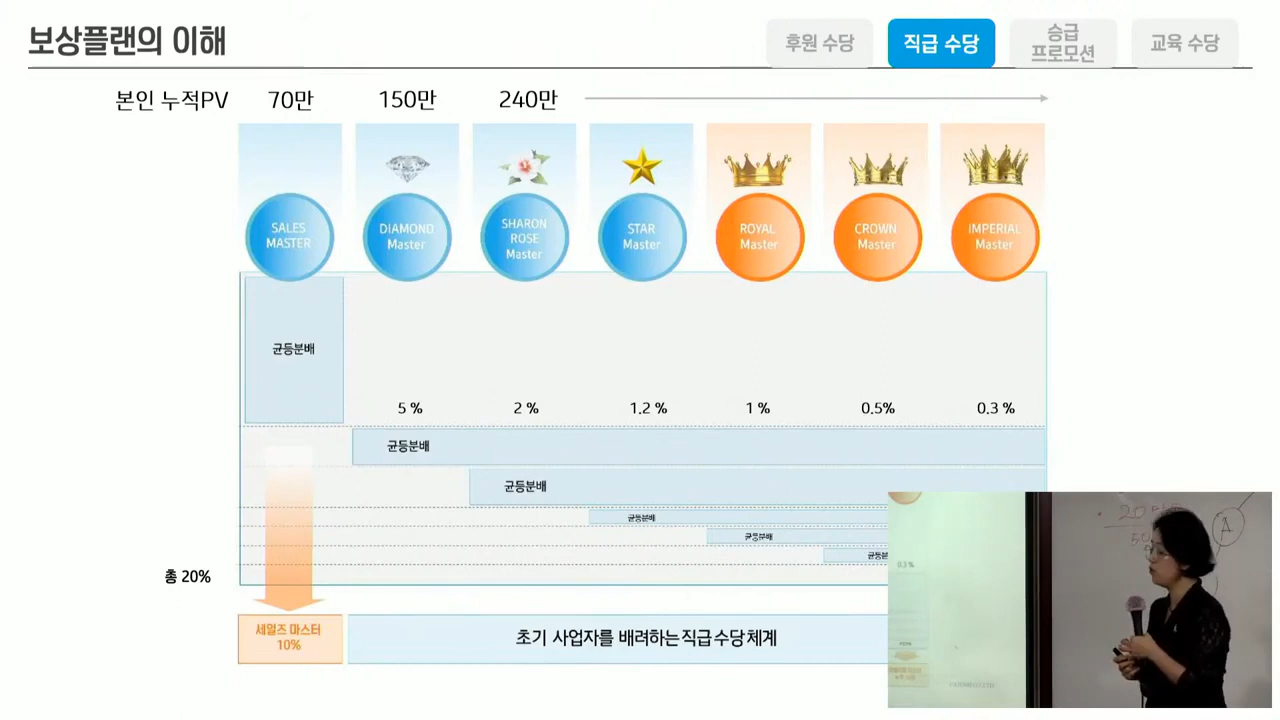 보상플랜의 이해
후원 수당
직급 수당
승급
프로모션
교육 수당
본인 누적PV
70만
150만
240만
SALES
MASTER
DIAMOND
Master
SHARON
ROSE
Master
STAR
Master
ROYAL
Master
CROWN
Master
IMPERIAL
Master
균등분배
5 %
2 %
1.2 %
1 %
0.5%
0.3 %
균등분배
균등분배
균등분배
균등분배
균등분
총 20%
세일즈 마스터
10%
초기 사업자를 배려하는 직급 수당 체계
0.3 %
A